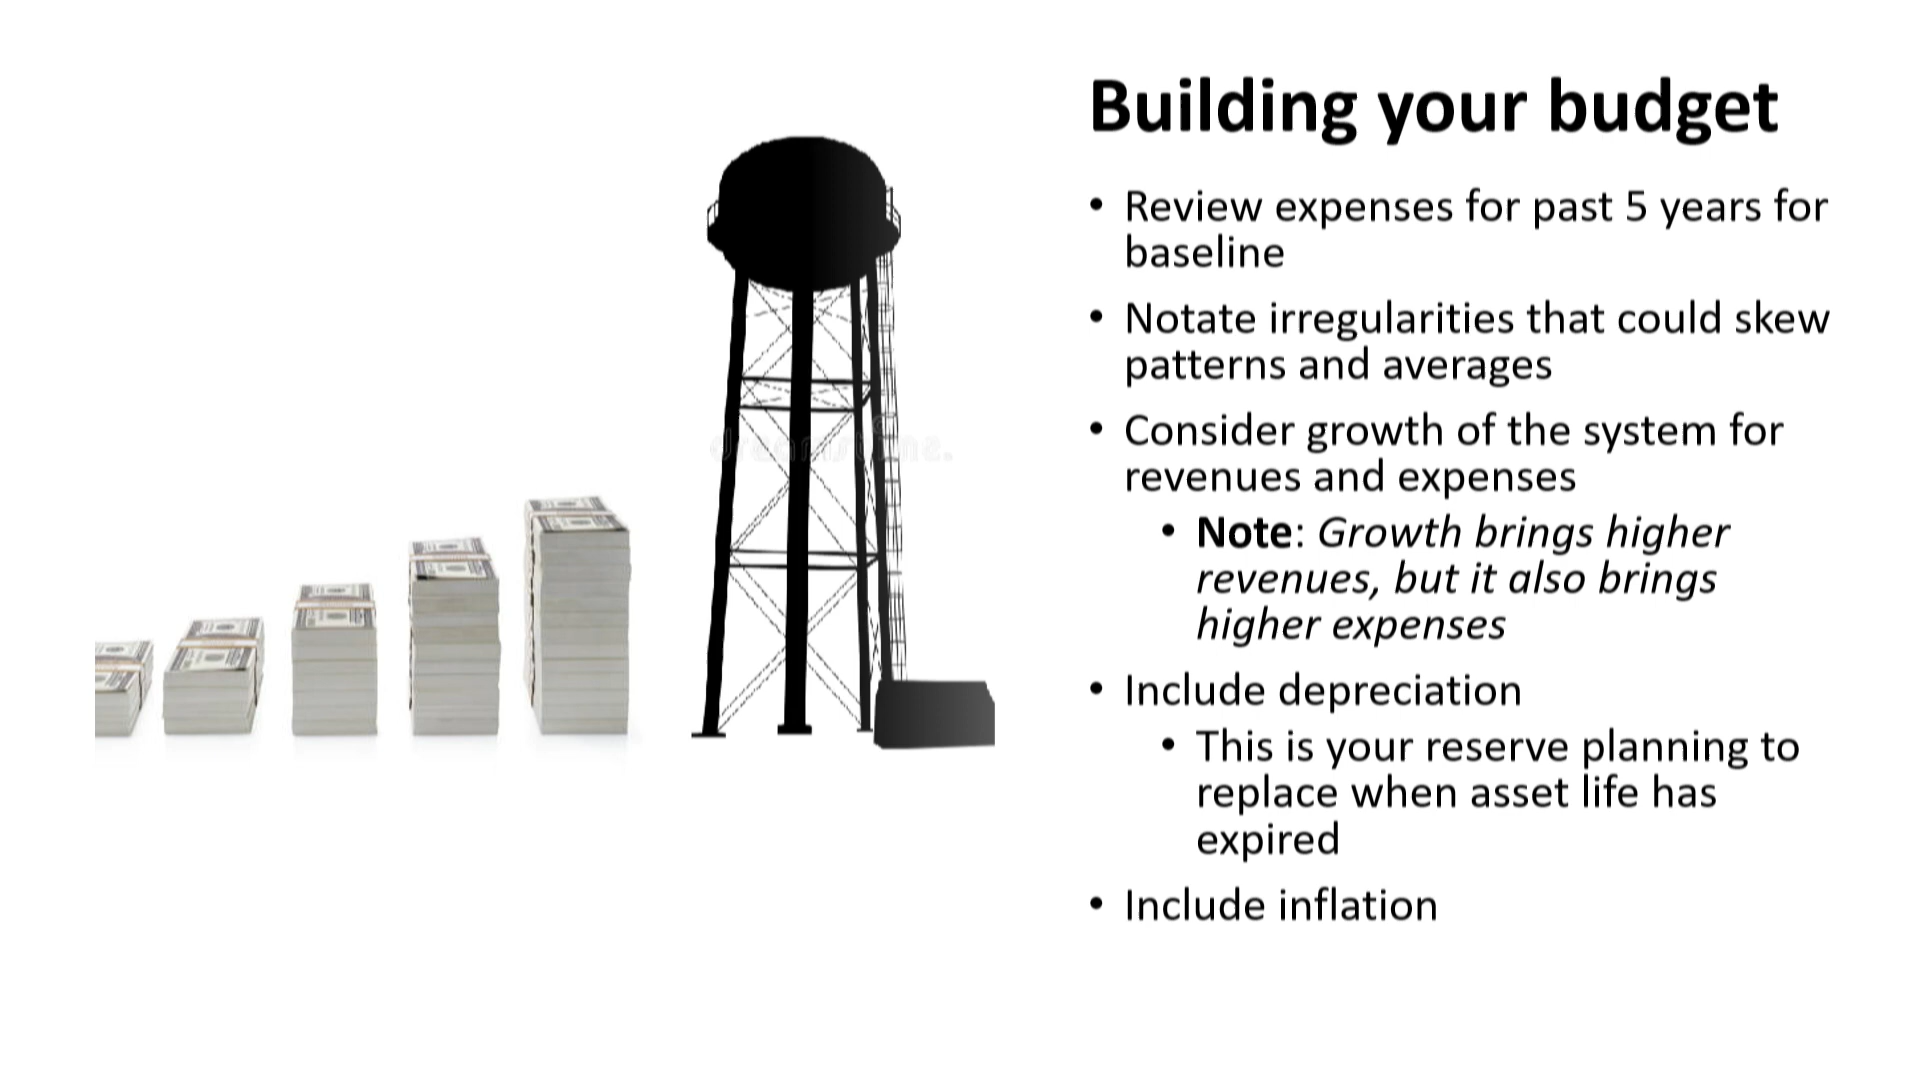 Building your budget
• Review expenses for past 5 years for
baseline
• Notate irregularities that could skew
patterns and averages
• Consider growth of the system for
revenues and expenses
• Note: Growth brings higher
revenues, but it also brings
higher expenses
• Include depreciation
• This is your reserve planning to
replace when asset life has
expired
• Include inflation
dreamstime.